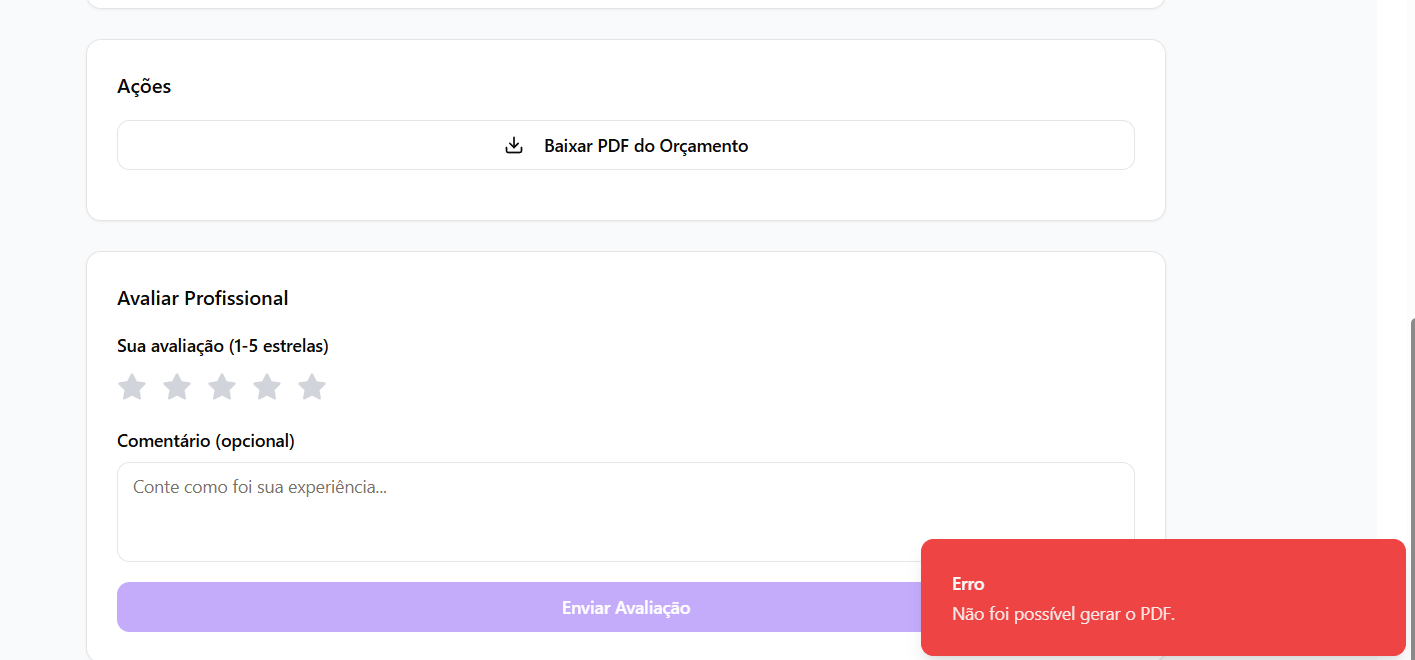 Ações
Baixar PDF do Orçamento
Avaliar Profissional
Sua avaliação (1-5 estrelas)
Comentário (opcional)
Conte como foi sua experiência...
Enviar Avaliação
Erro
Não foi possível gerar o PDF.